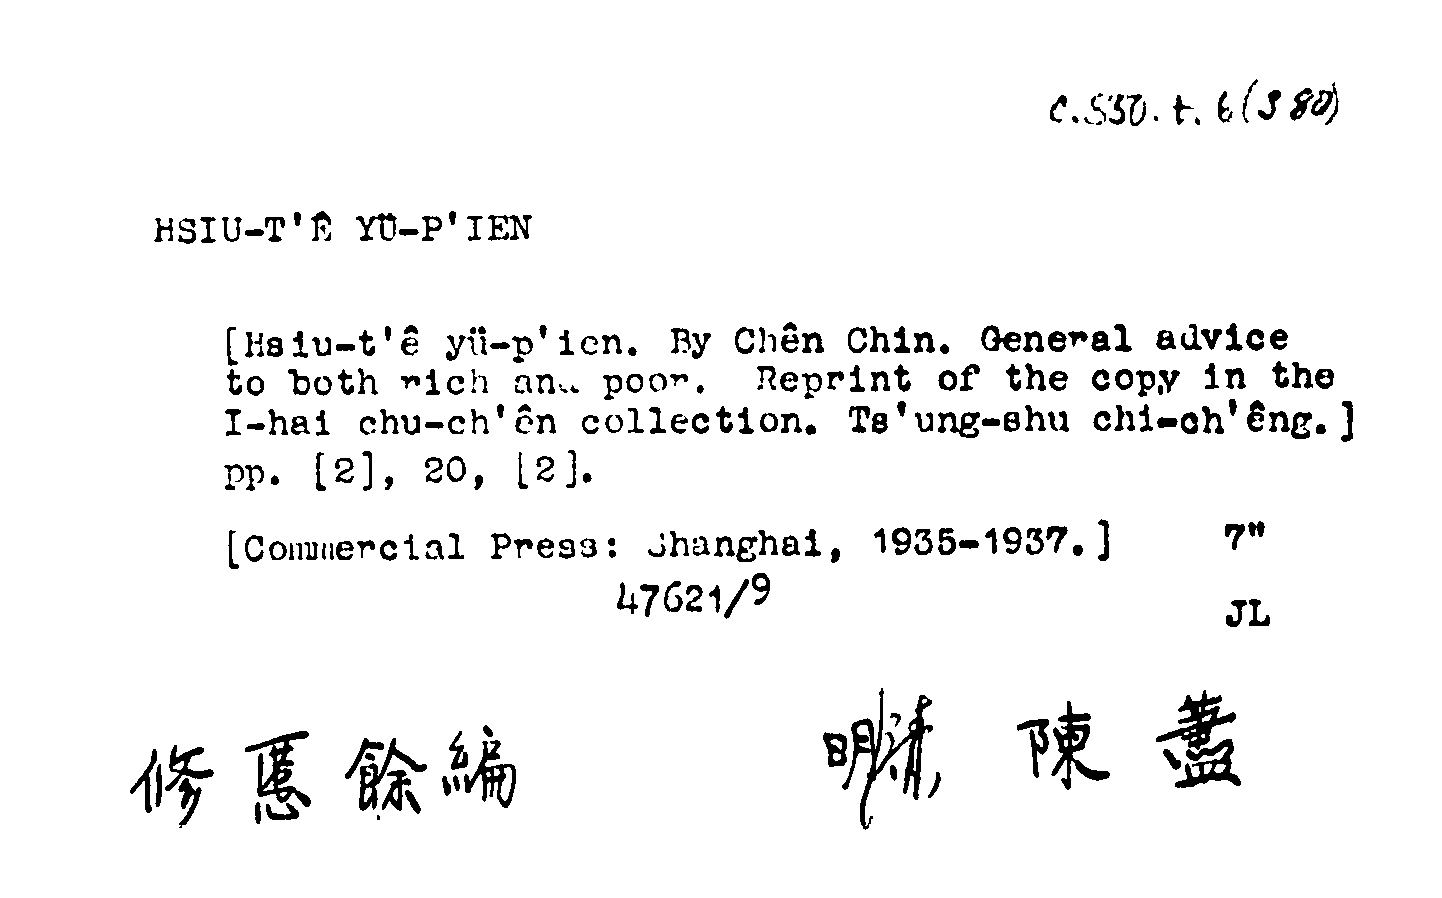 C.S30.t.6(380)
HSIU-T'Ê YÜ-P'IEN
[Hsiu-t'ê yü-p'ien. By Chên Chin. General advice
to both rich and poor. Reprint of the copy in the
I-hai chu-ch'ên collection. Ts'ung-shu chi-ch'êng.]
pp. [2], 20, [2].
[Commercial Press: Shanghai, 1935-1937.] 7"
47621/9
JL
修慝餘編 明 清, 陳藎